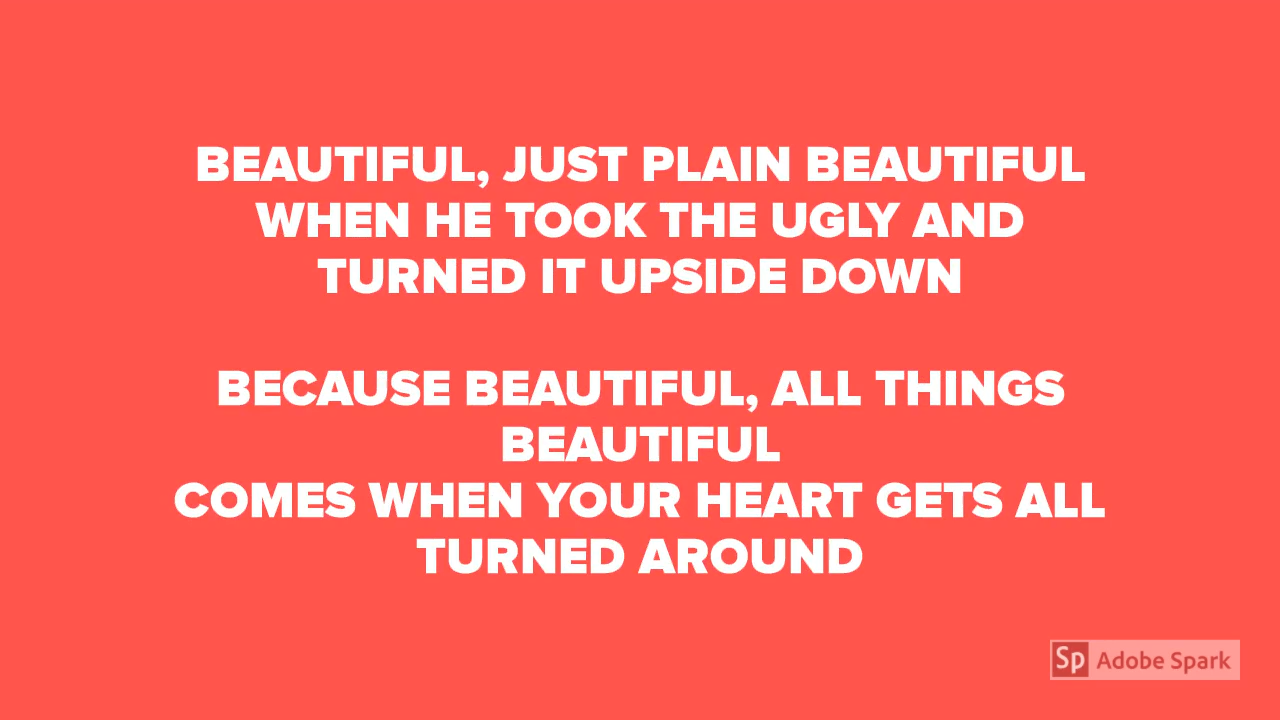 BEAUTIFUL, JUST PLAIN BEAUTIFUL
WHEN HE TOOK THE UGLY AND
TURNED IT UPSIDE DOWN
BECAUSE BEAUTIFUL, ALL THINGS
BEAUTIFUL
COMES WHEN YOUR HEART GETS ALL
TURNED AROUND
Sp Adobe Spark